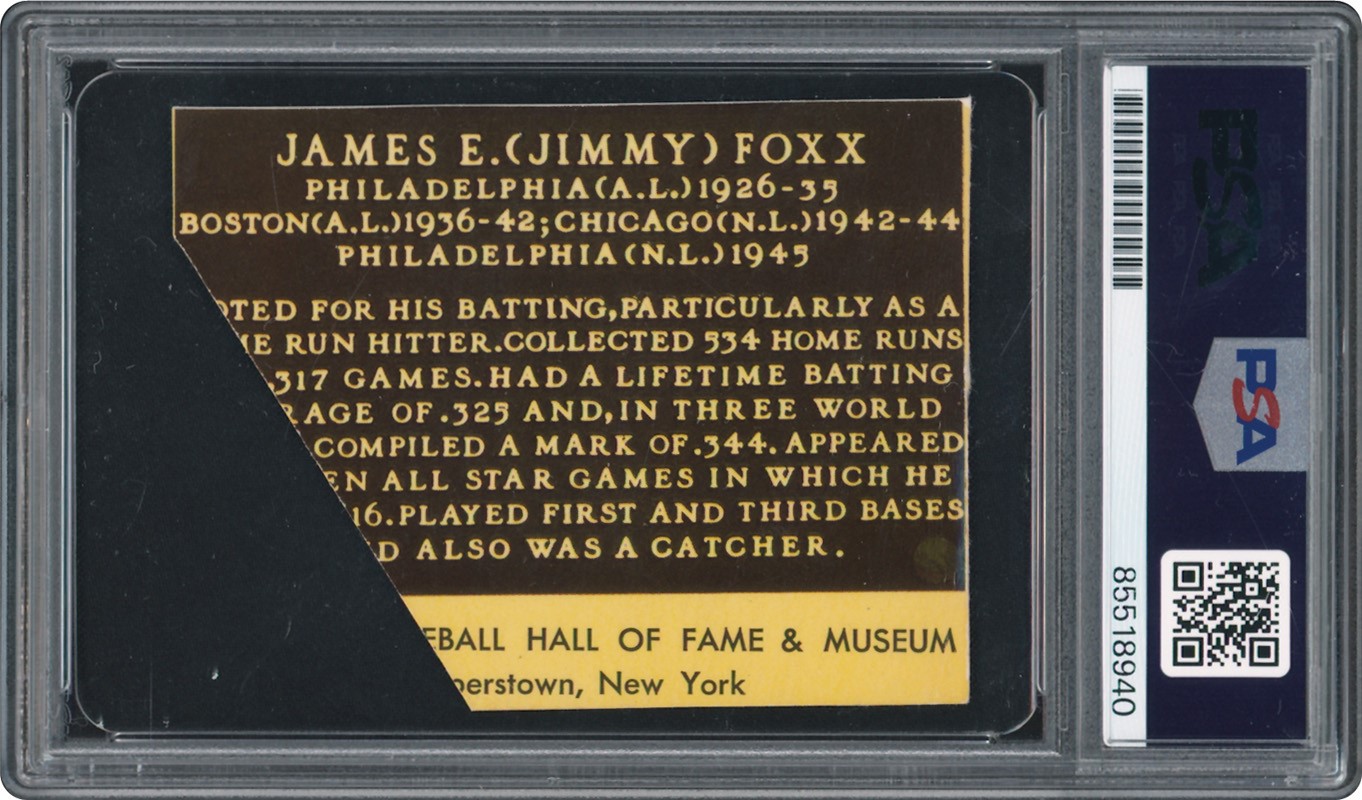 JAMES E.(JIMMY) FOXX
PHILADELPHIA(A.L.)1926-35
BOSTON(A.L.)1936-42;CHICAGO(N.L.)1942-44
PHILADELPHIA(N.L.)1945
OTED FOR HIS BATTING,PARTICULARLY AS A
ME RUN HITTER.COLLECTED 534 HOME RUNS
,317 GAMES.HAD A LIFETIME BATTING
RAGE OF .325 AND,IN THREE WORLD
COMPILED A MARK OF .344. APPEARED
EN ALL STAR GAMES IN WHICH HE
16.PLAYED FIRST AND THIRD BASES
D ALSO WAS A CATCHER.
EBALL HALL OF FAME & MUSEUM
perstown, New York
PSA
PSA
85518940